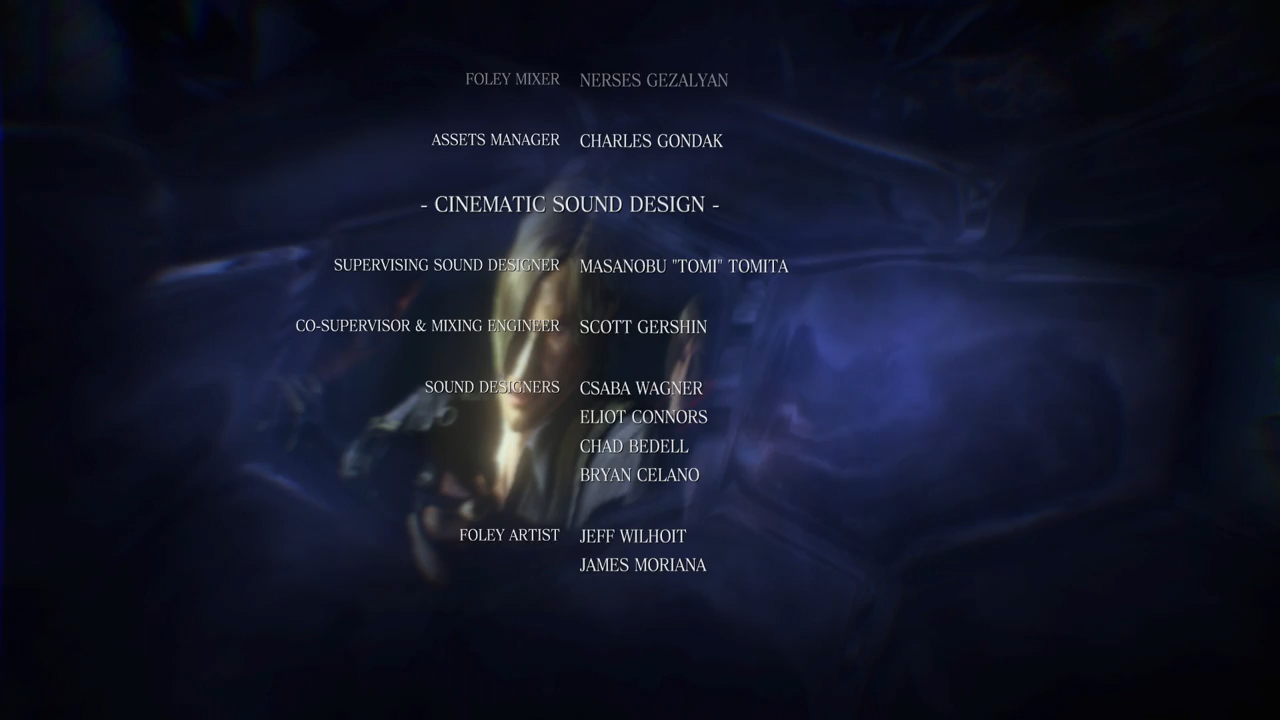 FOLEY MIXER NERSES GEZALYAN
ASSETS MANAGER CHARLES GONDAK
- CINEMATIC SOUND DESIGN -
SUPERVISING SOUND DESIGNER MASANOBU "TOMI" TOMITA
CO-SUPERVISOR & MIXING ENGINEER SCOTT GERSHIN
SOUND DESIGNERS CSABA WAGNER
ELIOT CONNORS
CHAD BEDELL
BRYAN CELANO
FOLEY ARTIST JEFF WILHOIT
JAMES MORIANA